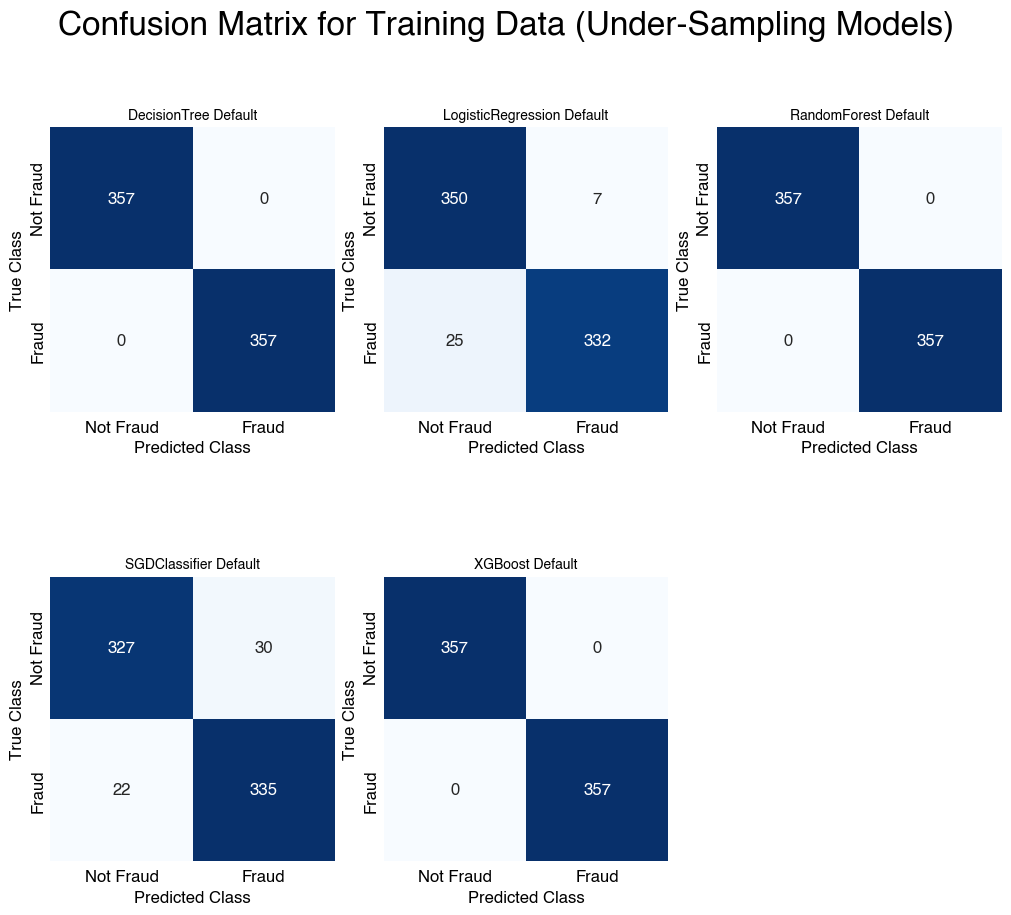 Confusion Matrix for Training Data (Under-Sampling Models)
DecisionTree Default
True Class
Not Fraud
Fraud
357
0
0
357
Not Fraud
Fraud
Predicted Class
LogisticRegression Default
True Class
Not Fraud
Fraud
350
7
25
332
Not Fraud
Fraud
Predicted Class
RandomForest Default
True Class
Not Fraud
Fraud
357
0
0
357
Not Fraud
Fraud
Predicted Class
SGDClassifier Default
True Class
Not Fraud
Fraud
327
30
22
335
Not Fraud
Fraud
Predicted Class
XGBoost Default
True Class
Not Fraud
Fraud
357
0
0
357
Not Fraud
Fraud
Predicted Class